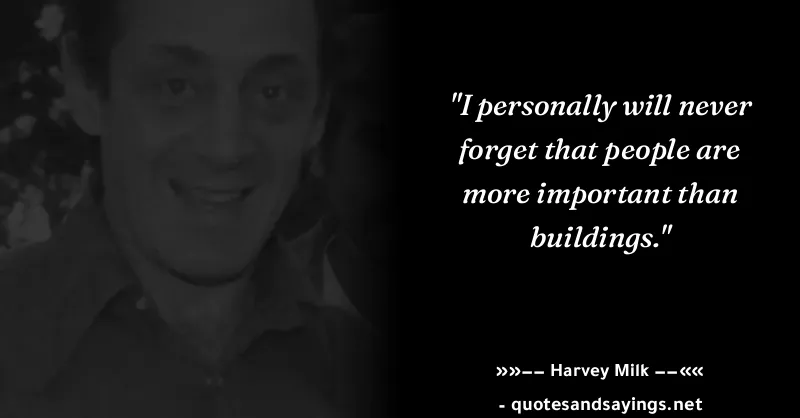 "I personally will never
forget that people are
more important than
buildings."
»»−− Harvey Milk −−««
- quotesandsayings.net